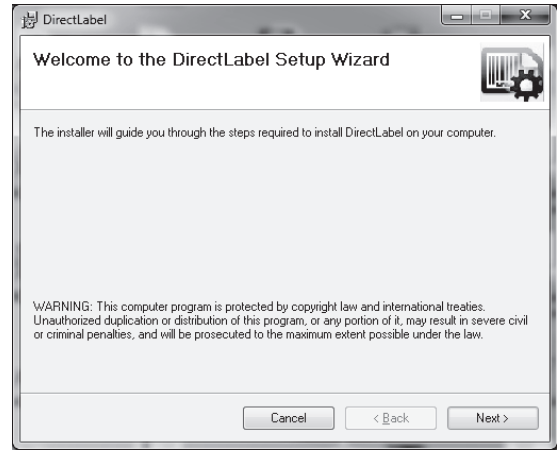 DirectLabel
Welcome to the DirectLabel Setup Wizard
The installer will guide you through the steps required to install DirectLabel on your computer.
WARNING: This computer program is protected by copyright law and international treaties.
Unauthorized duplication or distribution of this program, or any portion of it, may result in severe civil
or criminal penalties, and will be prosecuted to the maximum extent possible under the law.
Cancel < Back Next >